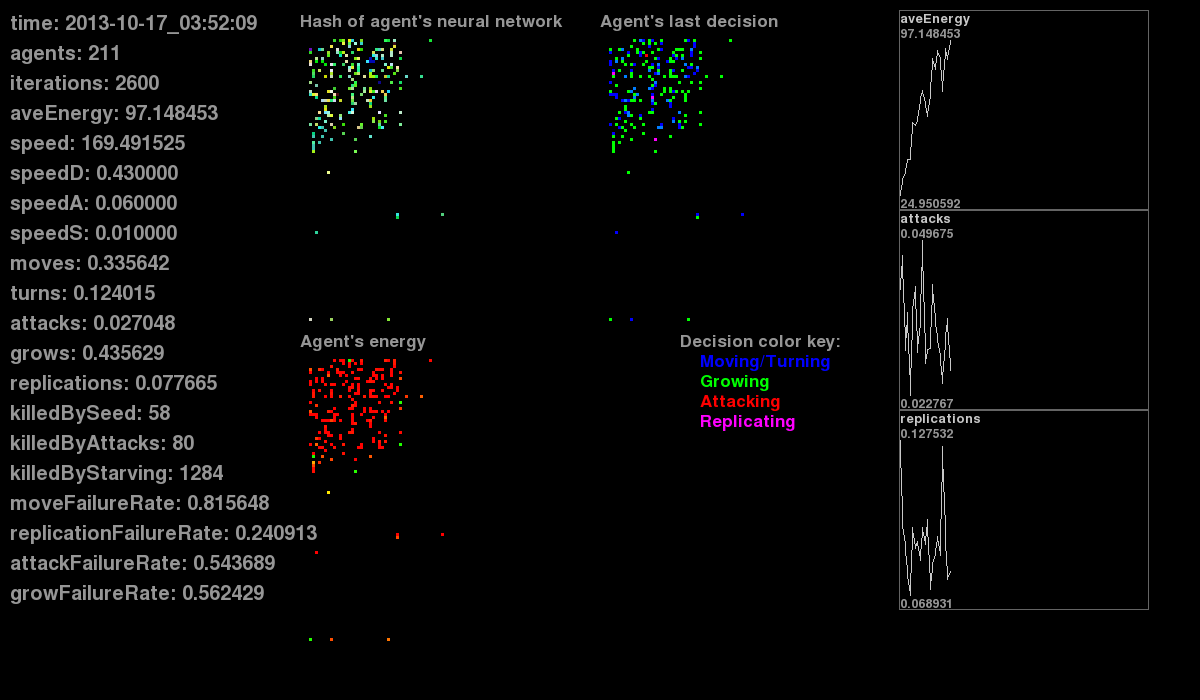 time: 2013-10-17_03:52:09
agents: 211
iterations: 2600
aveEnergy: 97.148453
speed: 169.491525
speedD: 0.430000
speedA: 0.060000
speedS: 0.010000
moves: 0.335642
turns: 0.124015
attacks: 0.027048
grows: 0.435629
replications: 0.077665
killedBySeed: 58
killedByAttacks: 80
killedByStarving: 1284
moveFailureRate: 0.815648
replicationFailureRate: 0.240913
attackFailureRate: 0.543689
growFailureRate: 0.562429
Hash of agent's neural network
Agent's last decision
Agent's energy
Decision color key:
Moving/Turning
Growing
Attacking
Replicating
aveEnergy
97.148453
24.950592
attacks
0.049675
0.022767
replications
0.127532
0.068931